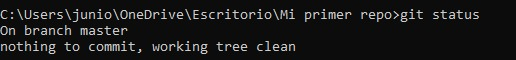 C:\Users\junio\OneDrive\Escritorio\Mi primer repo>git status
On branch master
nothing to commit, working tree clean